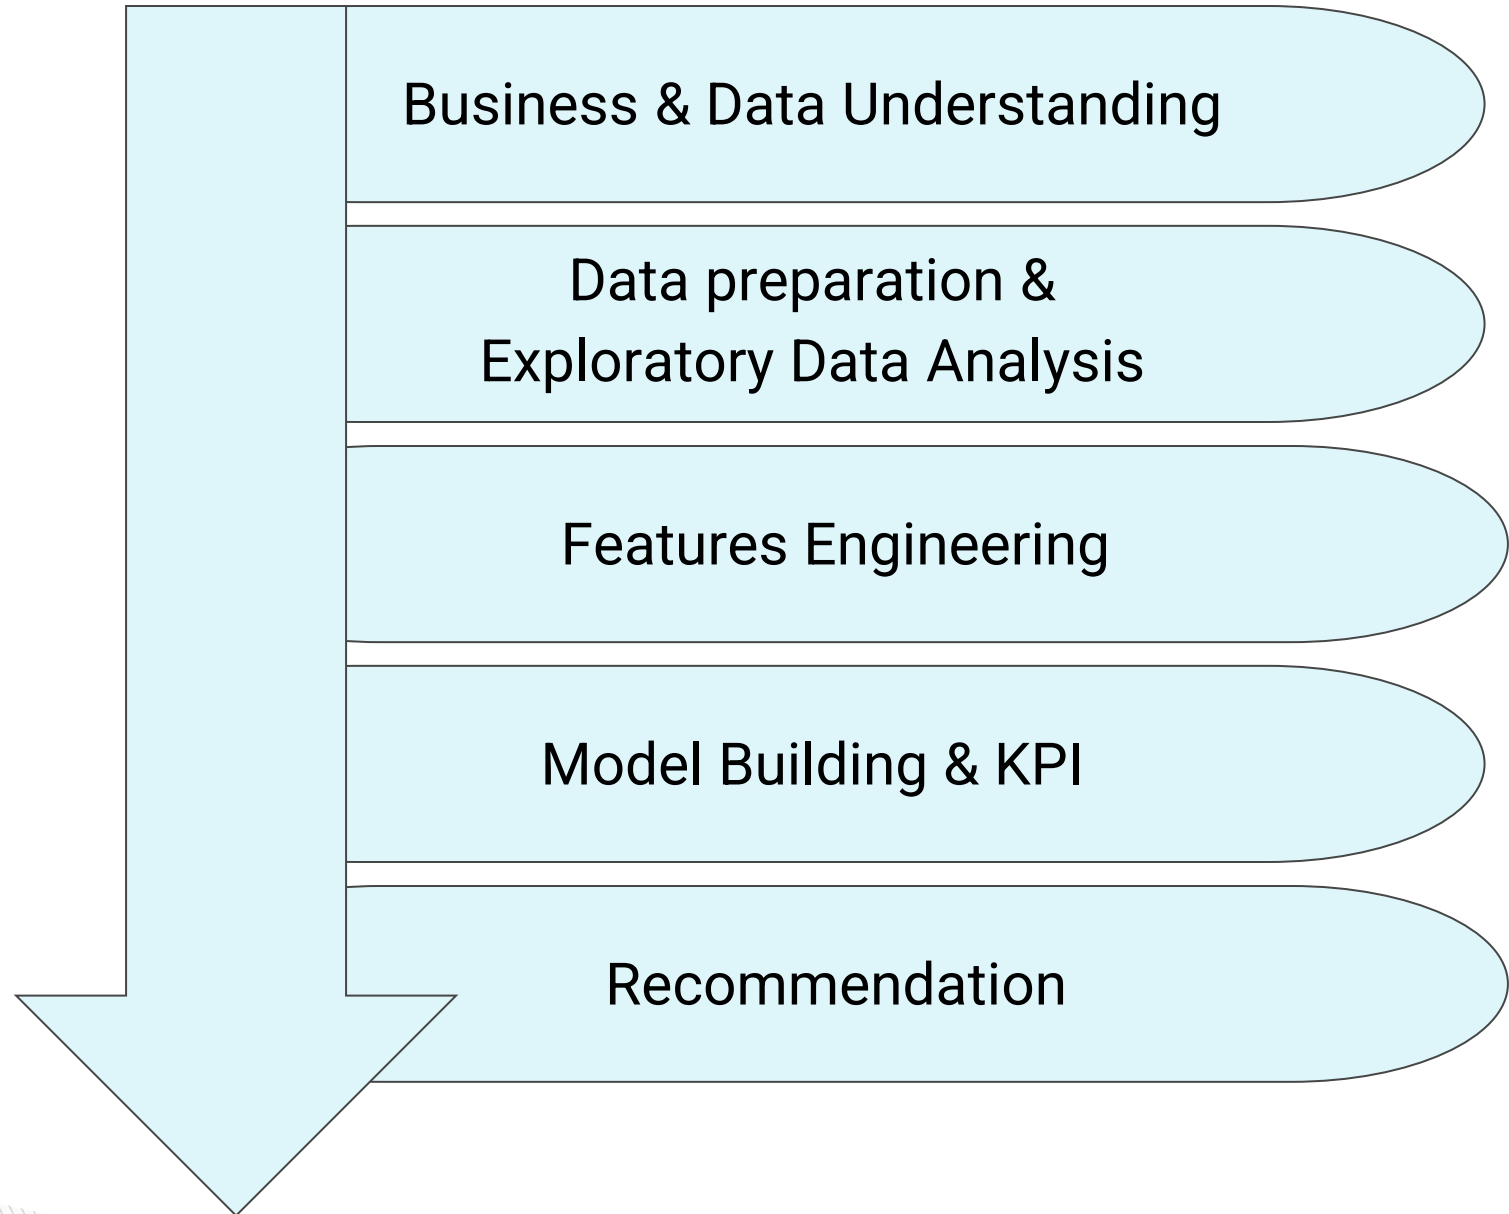 Business & Data Understanding
Data preparation &
Exploratory Data Analysis
Features Engineering
Model Building & KPI
Recommendation